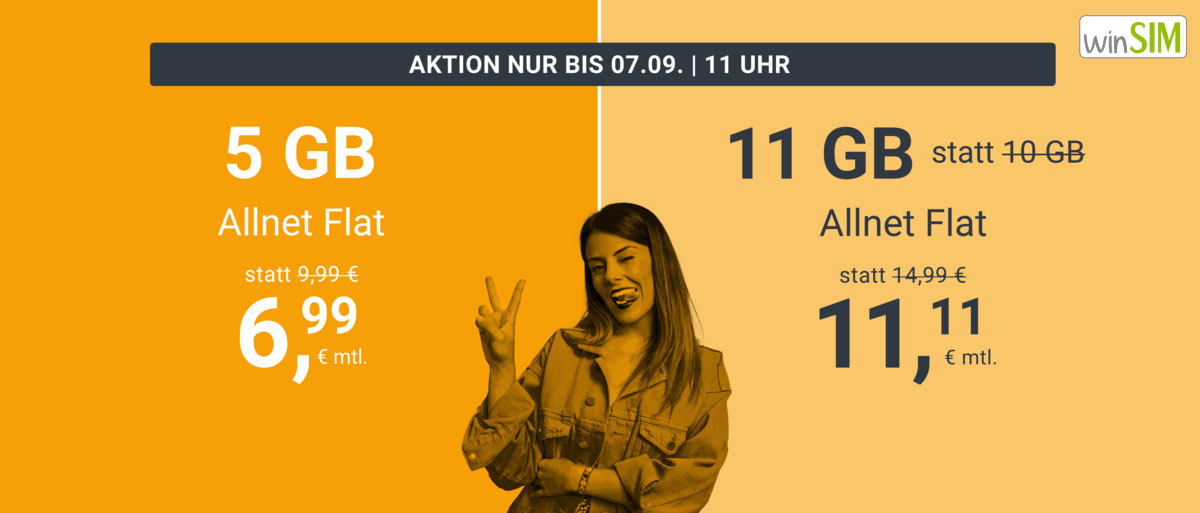 winSIM
AKTION NUR BIS 07.09. | 11 UHR
5 GB
Allnet Flat
statt 9,99 €
6,99
€ mtl.
11 GB statt 10 GB
Allnet Flat
statt 14,99 €
11,11
€ mtl.